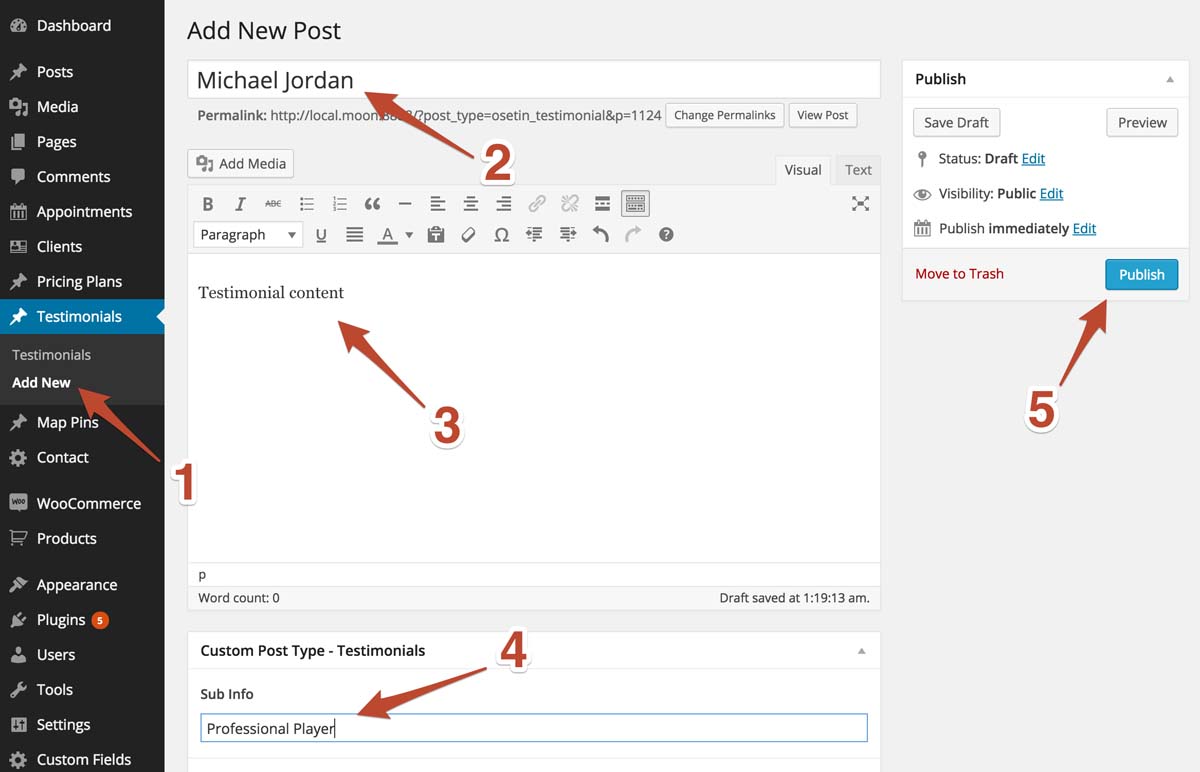 Dashboard
Posts
Media
Pages
Comments
Appointments
Clients
Pricing Plans
Testimonials
Testimonials
Add New
1
Map Pins
Contact
WOO WooCommerce
Products
Appearance
Plugins 5
Users
Tools
Settings
Custom Fields
Add New Post
Michael Jordan
2
Permalink: http://local.moon/?post_type=osetin_testimonial&p=1124 Change Permalinks View Post
Add Media
Visual Text
B I ABC
Paragraph U A Ω ?
Testimonial content
3
p
Word count: 0 Draft saved at 1:19:13 am.
Custom Post Type - Testimonials
4
Sub Info
Professional Player
Publish
Save Draft Preview
Status: Draft Edit
Visibility: Public Edit
Publish immediately Edit
Move to Trash Publish
5